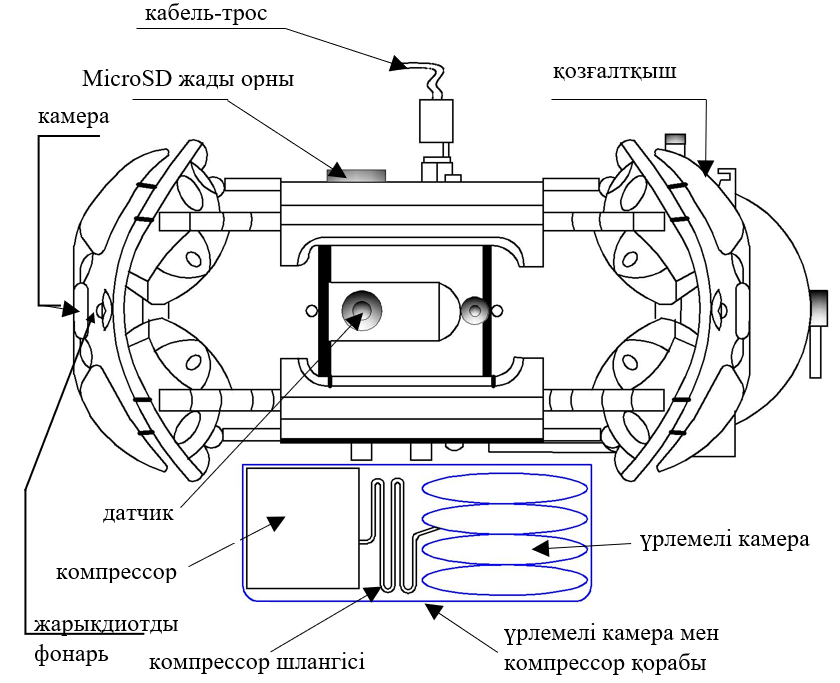 кабель-трос
MicroSD жады орны
қозғалтқыш
камера
датчик
үрлемелі камера
компрессор
жарықдиотды
фонарь
компрессор шлангісі
үрлемелі камера мен
компрессор қорабы